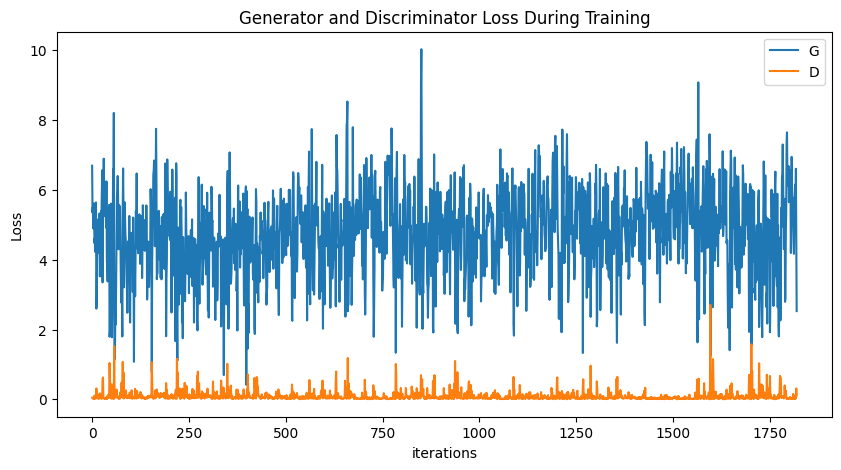 Generator and Discriminator Loss During Training
G
D
Loss
10
8
6
4
2
0
0 250 500 750 1000 1250 1500 1750
iterations